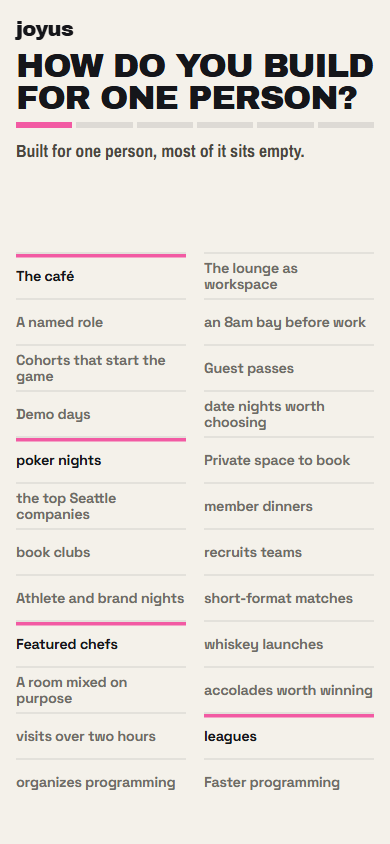 joyus
HOW DO YOU BUILD
FOR ONE PERSON?
Built for one person, most of it sits empty.
The café
The lounge as
workspace
A named role
an 8am bay before work
Cohorts that start the
game
Guest passes
Demo days
date nights worth
choosing
poker nights
Private space to book
the top Seattle
companies
member dinners
book clubs
recruits teams
Athlete and brand nights
short-format matches
Featured chefs
whiskey launches
A room mixed on
purpose
accolades worth winning
visits over two hours
leagues
organizes programming
Faster programming